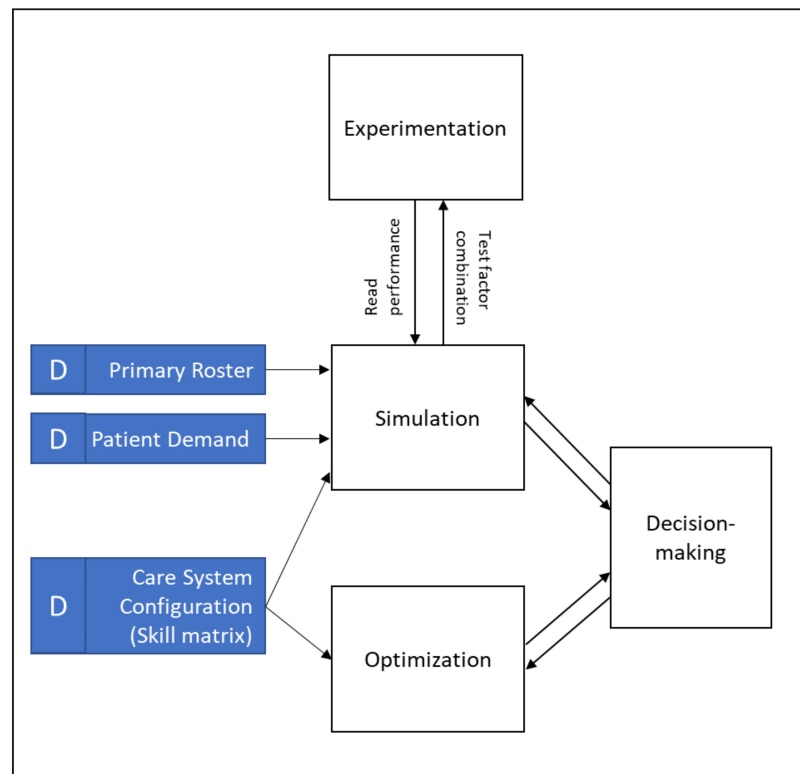 Experimentation
Read
performance
Test factor
combination
D Primary Roster
D Patient Demand
Simulation
Decision-
making
D
Care System
Configuration
(Skill matrix)
Optimization